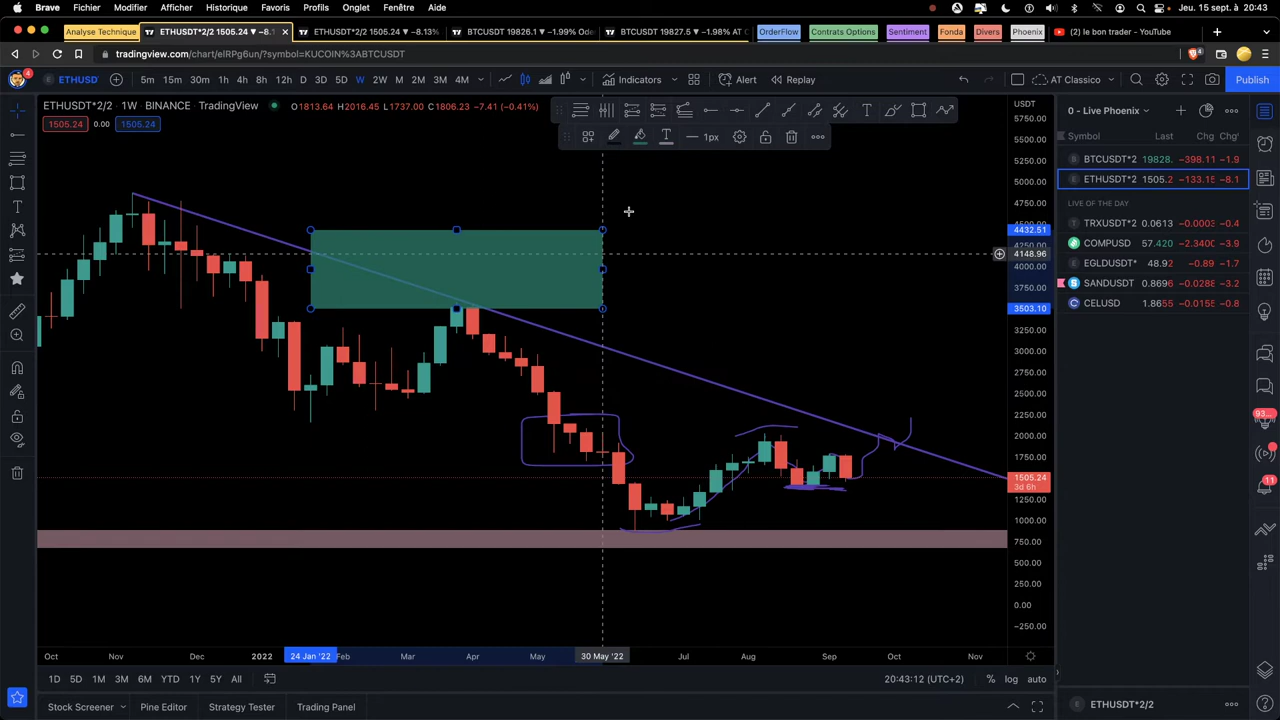 Brave Fichier Modifier Afficher Historique Favoris Profils Onglet Fenêtre Aide Jeu. 15 sept. à 20:43
Analyse Technique ETHUSDT*2/2 1505.24 ▼ −8.1 ETHUSDT*2/2 1505.24 ▼ −8.13% BTCUSDT 19826.1 ▼ −1.99% Ode BTCUSDT 19827.5 ▼ −1.98% AT C OrderFlow Contrats Options Sentiment Fonda Divers Phoenix (2) le bon trader - YouTube
tradingview.com/chart/eIRPg6un/?symbol=KUCOIN%3ABTCUSDT
4 ETHUSD 5m 15m 30m 1h 4h 8h 12h D 3D 5D W 2W M 2M 3M 4M Indicators Alert Replay AT Classico Publish
ETHUSDT*2/2 · 1W · BINANCE TradingView O1813.64 H2016.45 L1737.00 C1806.23 −7.41 (−0.41%) USDT 0 - Live Phoenix
1505.24 0.00 1505.24
1px
Symbol Last Chg Chg
BTCUSDT*2 19828. −398.11 −1.9
ETHUSDT*2 1505.2 −133.15 −8.1
LIVE OF THE DAY
TRXUSDT*2 0.0613 −0.000 −0.4
COMPUSD 57.420 −2.3400 −3.9
EGLDUSDT* 48.92 −0.89 −1.7
SANDUSDT 0.8696 −0.0288 −3.2
CELUSD 1.8655 −0.015 −0.8
5750.00
5500.00
5250.00
5000.00
4750.00
4432.51
4250.00
4148.96
4000.00
3750.00
3503.10
3250.00
3000.00
2750.00
2500.00
2250.00
2000.00
1750.00
1505.24
3d 6h
1250.00
1000.00
750.00
500.00
250.00
0.00
−250.00
93
11
Oct Nov Dec 2022 24 Jan '22 Feb Mar Apr May 30 May '22 Jul Aug Sep Oct Nov
1D 5D 1M 3M 6M YTD 1Y 5Y All 20:43:12 (UTC+2) % log auto
Stock Screener Pine Editor Strategy Tester Trading Panel ETHUSDT*2/2